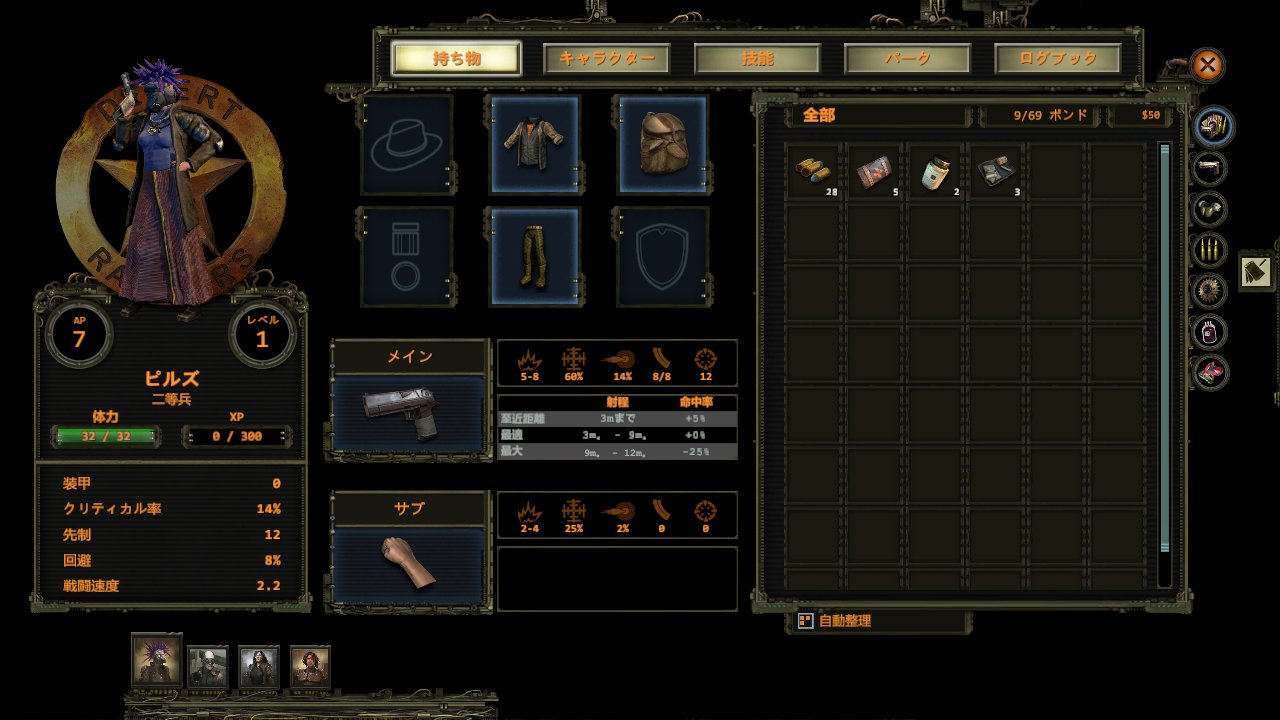 持ち物
キャラクター
技能
パーク
ログブック
DESERT
RA
RS
AP
7
レベル
1
ピルズ
二等兵
体力
XP
32 / 32
0 / 300
装甲 0
クリティカル率 14%
先制 12
回避 8%
戦闘速度 2.2
メイン
5-8 60% 14% 8/8 12
射程 命中率
至近距離 3mまで +5%
最適 3m。 - 9m。 +0%
最大 9m。 - 12m。 -25%
サブ
2-4 25% 2% 0 0
全部
9/69 ポンド
$50
28
5
2
3
自動整理